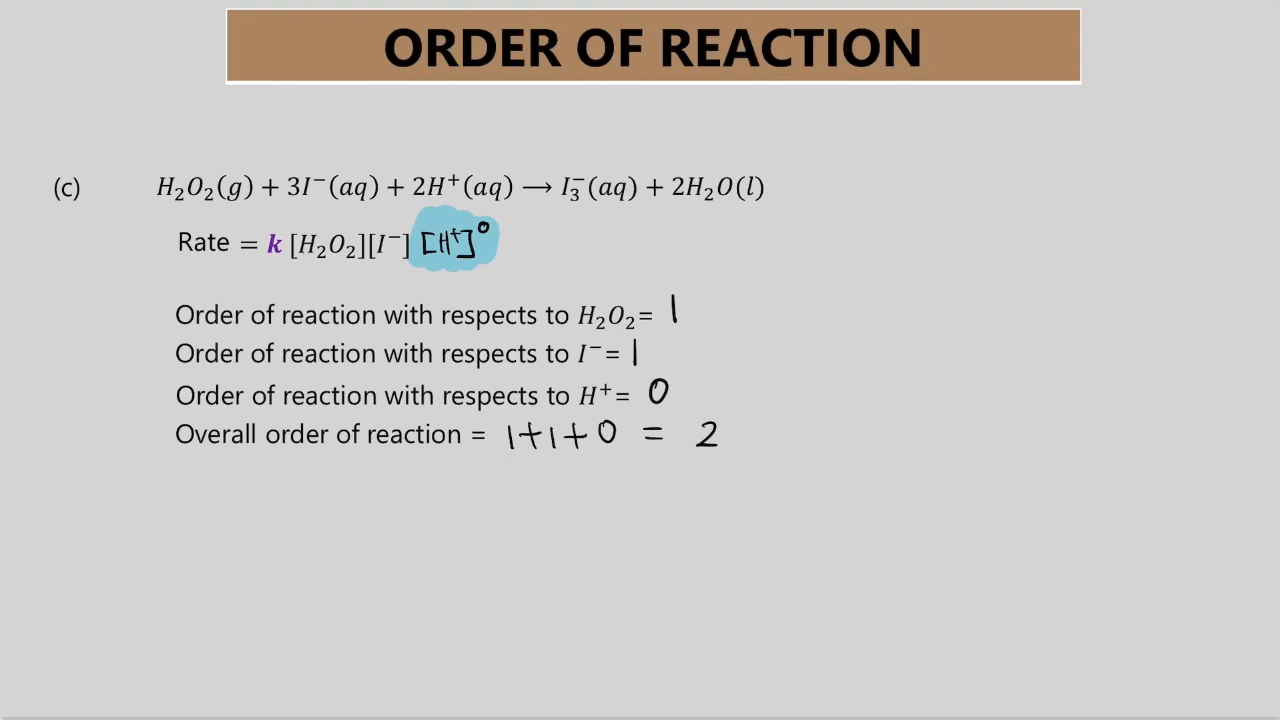 ORDER OF REACTION
(c) H₂O₂(g) + 3I⁻(aq) + 2H⁺(aq) ⟶ I₃⁻(aq) + 2H₂O(l)
Rate = k [H₂O₂][I⁻] [H⁺]⁰
Order of reaction with respects to H₂O₂= 1
Order of reaction with respects to I⁻= 1
Order of reaction with respects to H⁺= 0
Overall order of reaction = 1+1+0 = 2